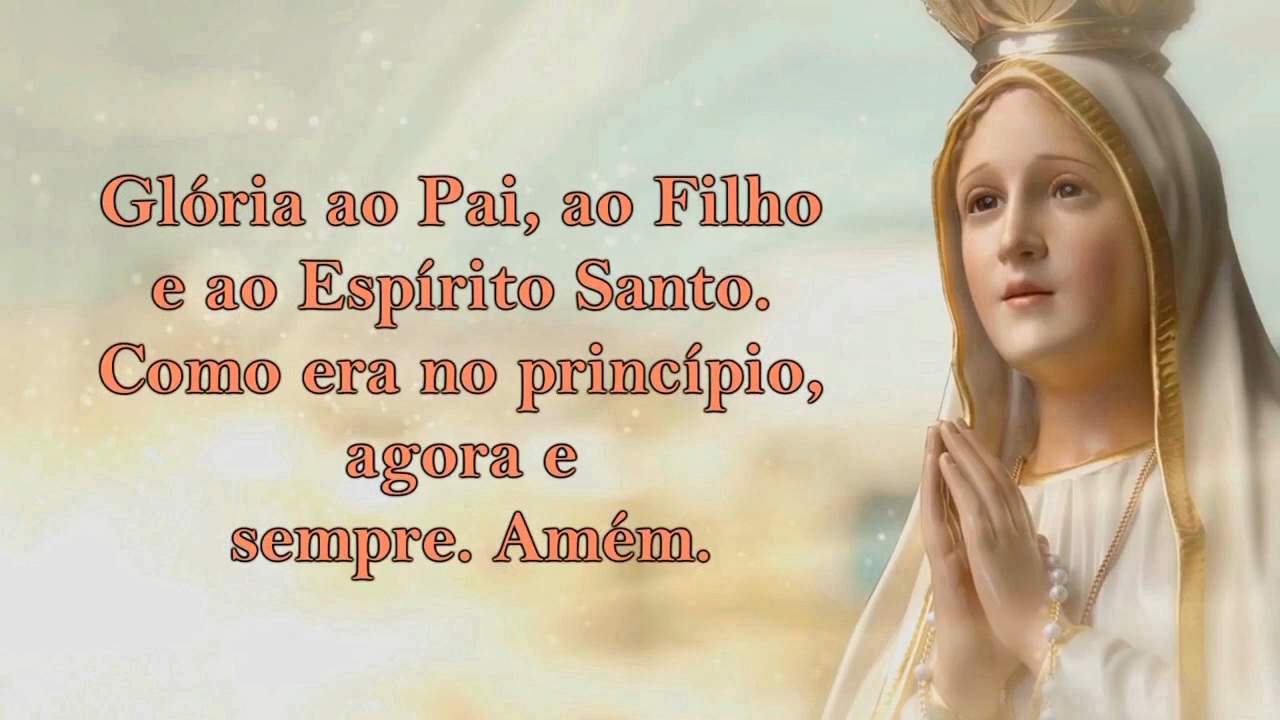 Glória ao Pai, ao Filho
e ao Espírito Santo.
Como era no princípio,
agora e
sempre. Amém.